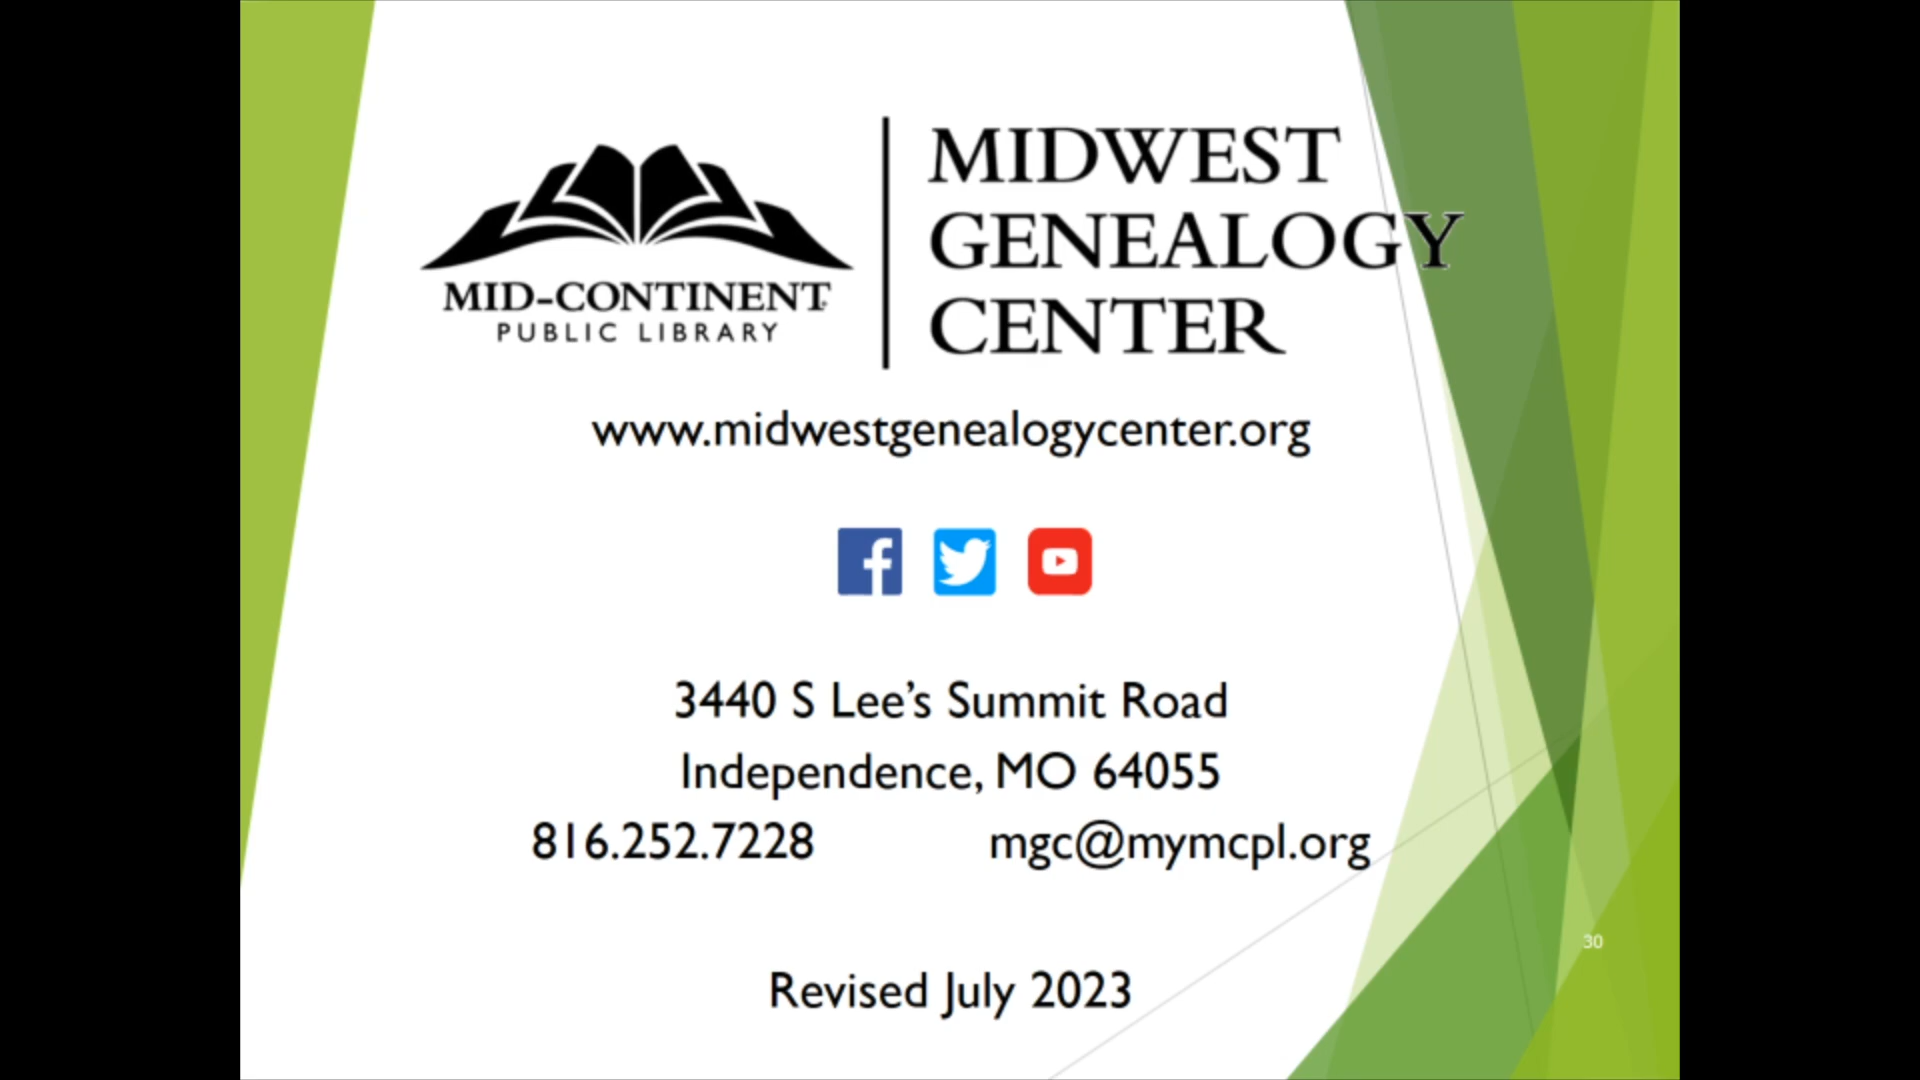 MID-CONTINENT
PUBLIC LIBRARY
MIDWEST
GENEALOGY
CENTER
www.midwestgenealogycenter.org
3440 S Lee’s Summit Road
Independence, MO 64055
816.252.7228 mgc@mymcpl.org
30
Revised July 2023